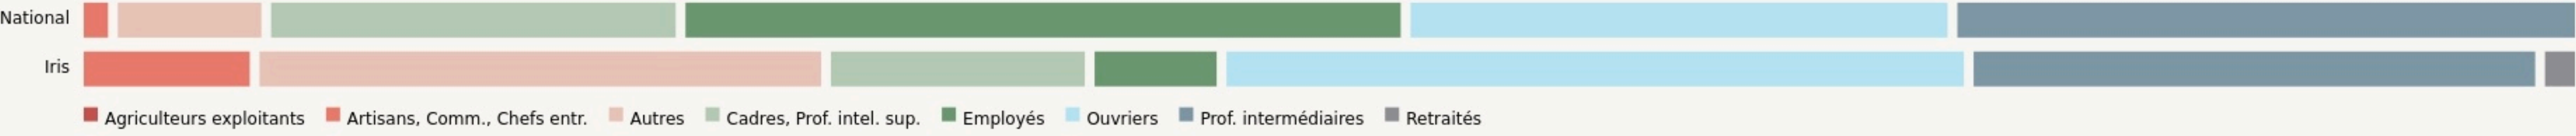 National
Iris
Agriculteurs exploitants Artisans, Comm., Chefs entr. Autres Cadres, Prof. intel. sup. Employés Ouvriers Prof. intermédiaires Retraités